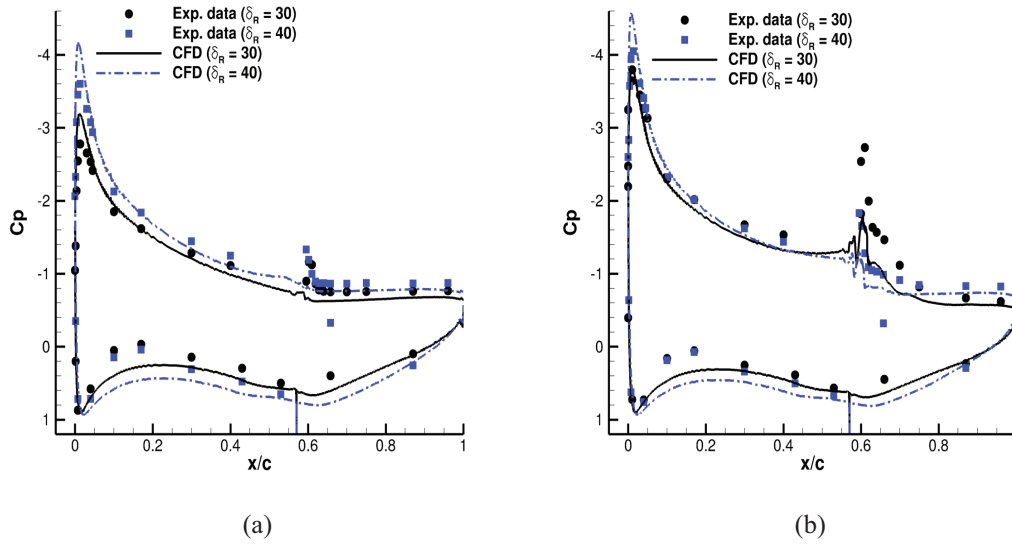 Exp. data (δR = 30)
Exp. data (δR = 40)
CFD (δR = 30)
CFD (δR = 40)
-4
-3
-2
-1
0
1
Cp
0 0.2 0.4 0.6 0.8 1
x/c
(a)
Exp. data (δR = 30)
Exp. data (δR = 40)
CFD (δR = 30)
CFD (δR = 40)
-4
-3
-2
-1
0
1
Cp
0 0.2 0.4 0.6 0.8
x/c
(b)